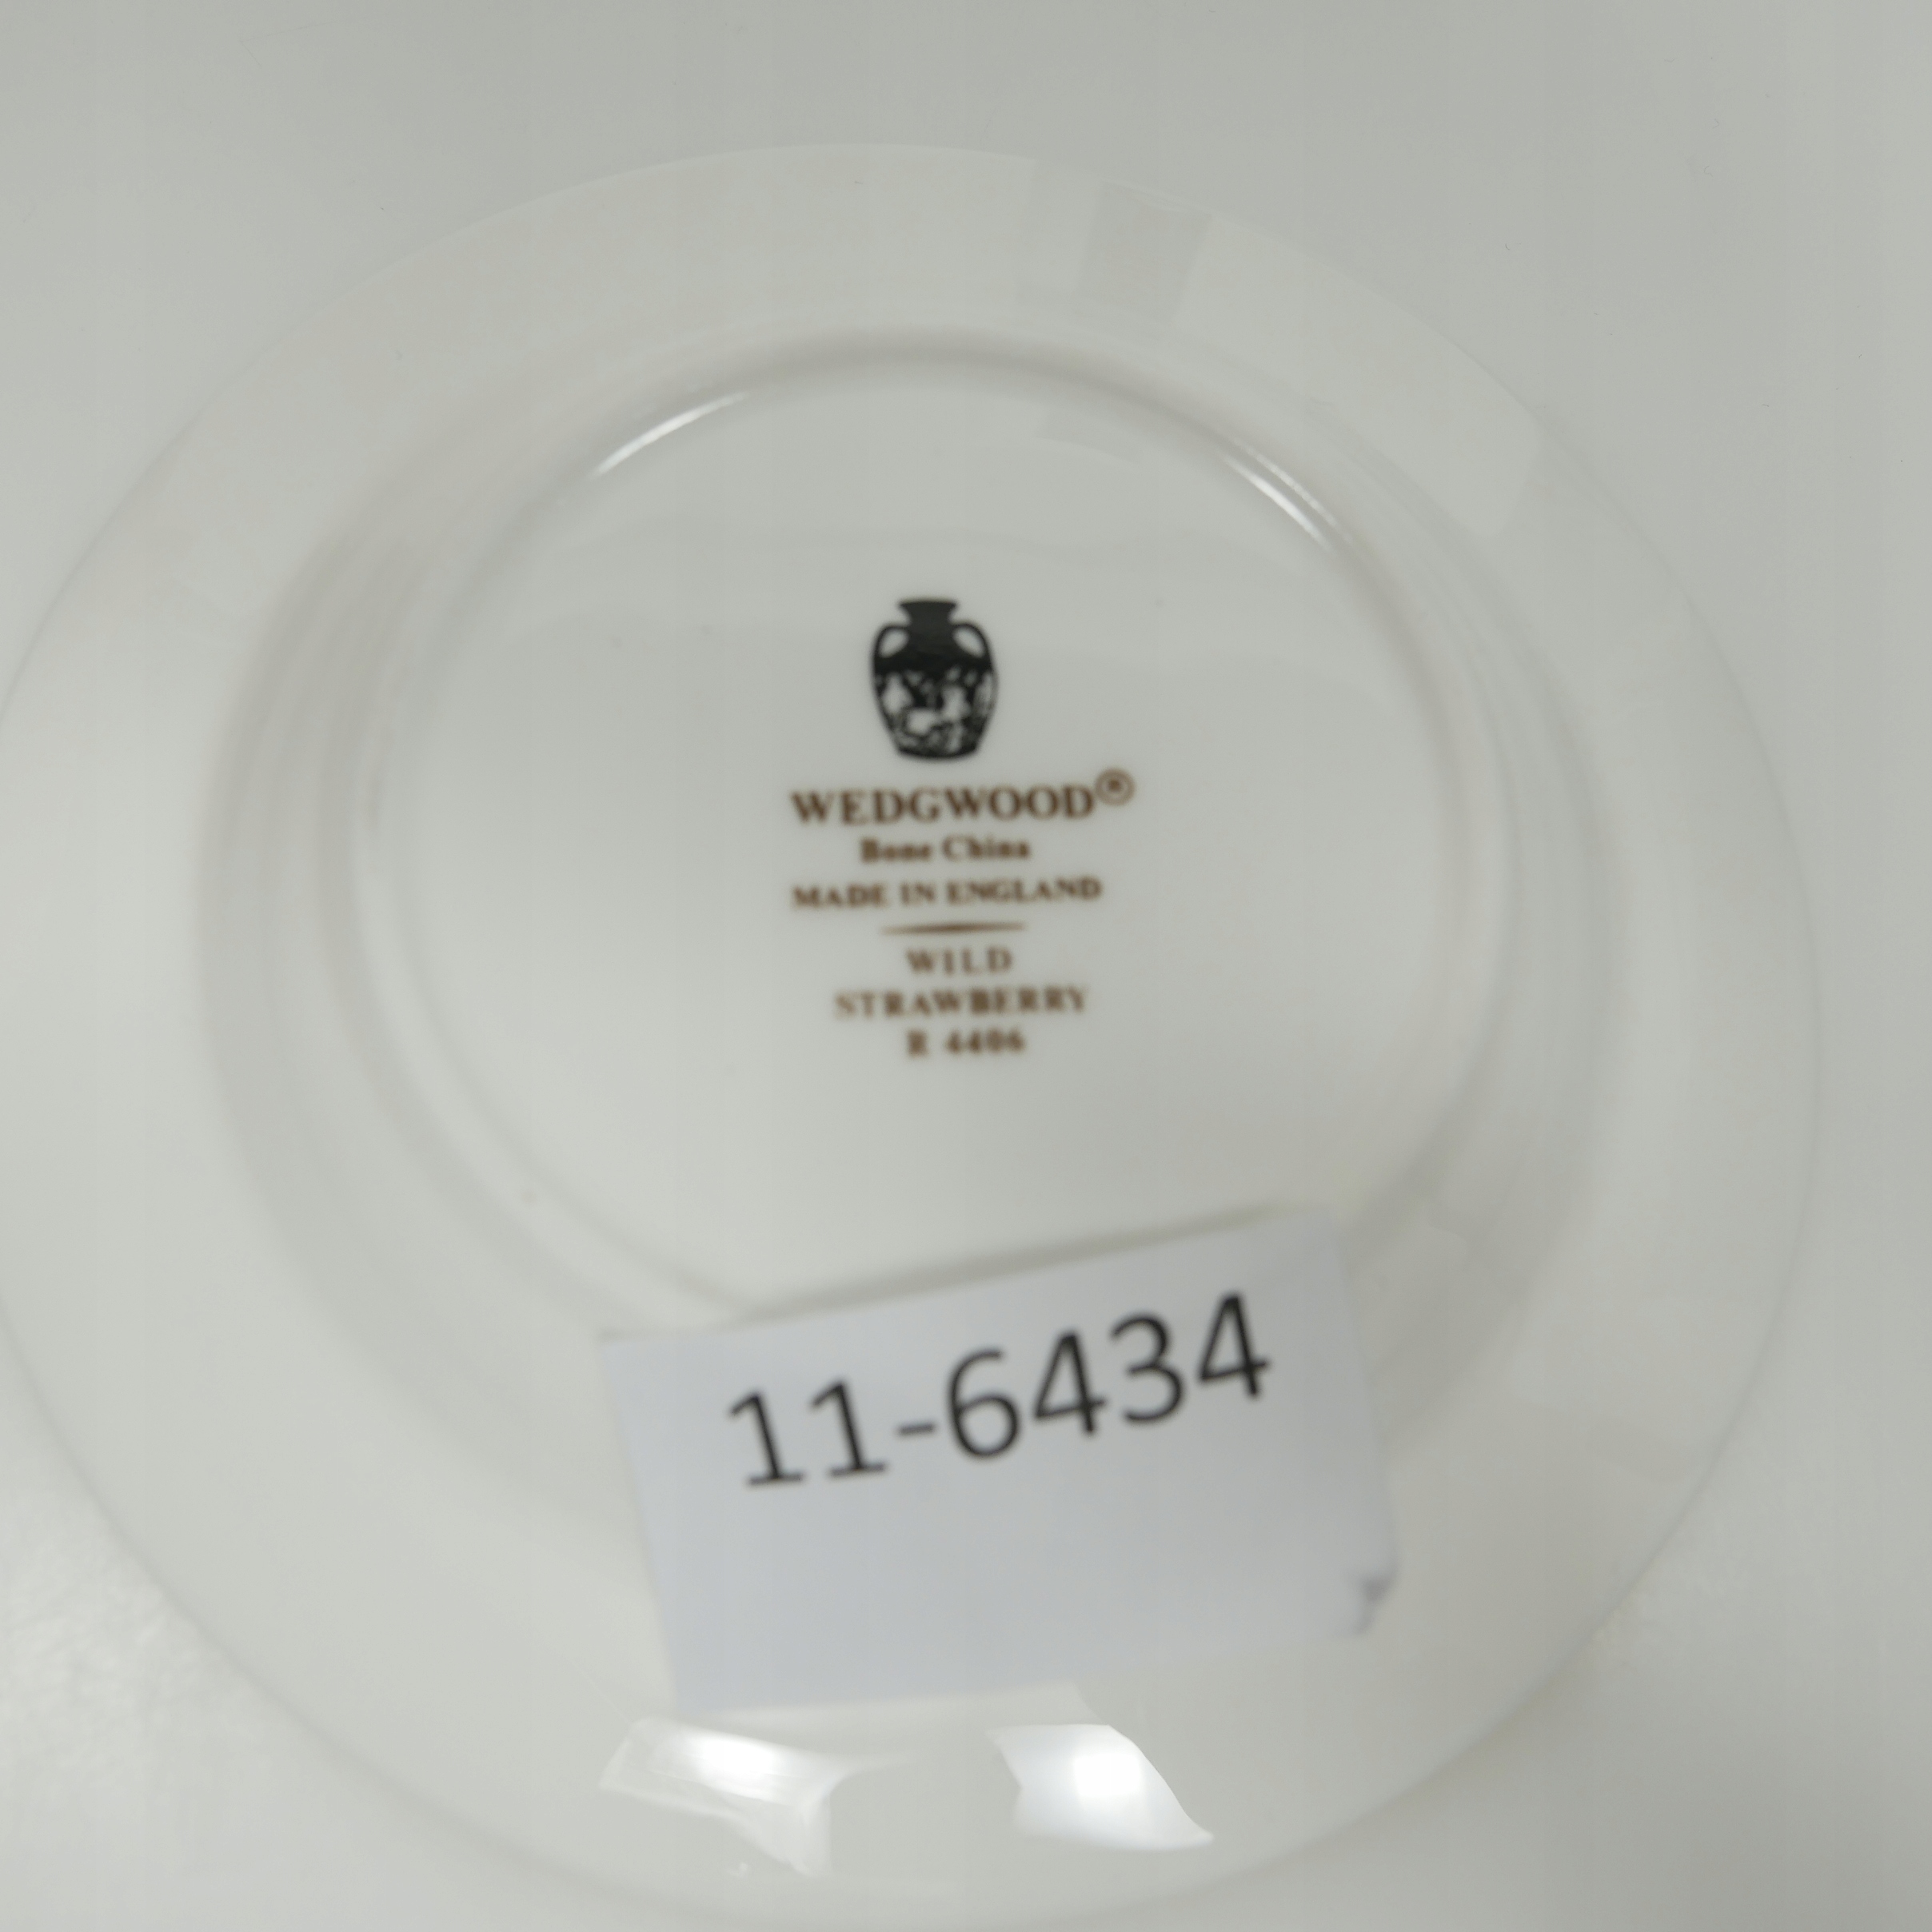 WEDGWOOD®
Bone China
MADE IN ENGLAND
WILD
STRAWBERRY
R 4406
11-6434